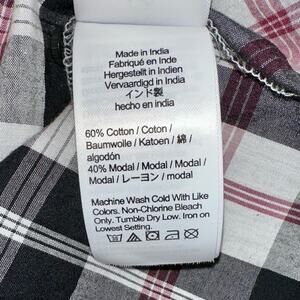 Made in India
Fabriqué en Inde
Hergestellt in Indien
Vervaardigd in India
インド製
hecho en india
60% Cotton / Coton /
Baumwolle / Katoen / 綿 /
algodón
40% Modal / Modal / Modal /
Modal / レーヨン / modal
Machine Wash Cold With Like
Colors. Non-Chlorine Bleach
Only. Tumble Dry Low. Iron on
Lowest Setting.